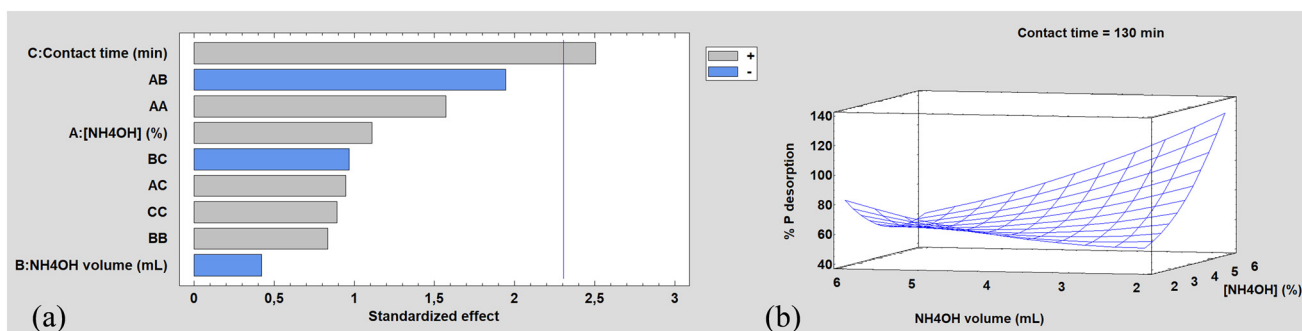 C:Contact time (min)
AB
AA
A:[NH4OH] (%)
BC
AC
CC
BB
B:NH4OH volume (mL)
0 0,5 1 1,5 2 2,5 3
Standardized effect
+
-
(a)
Contact time = 130 min
140
120
100
80
60
40
% P desorption
6 5 4 3 2
NH4OH volume (mL)
2 3 4 5 6
[NH4OH] (%)
(b)